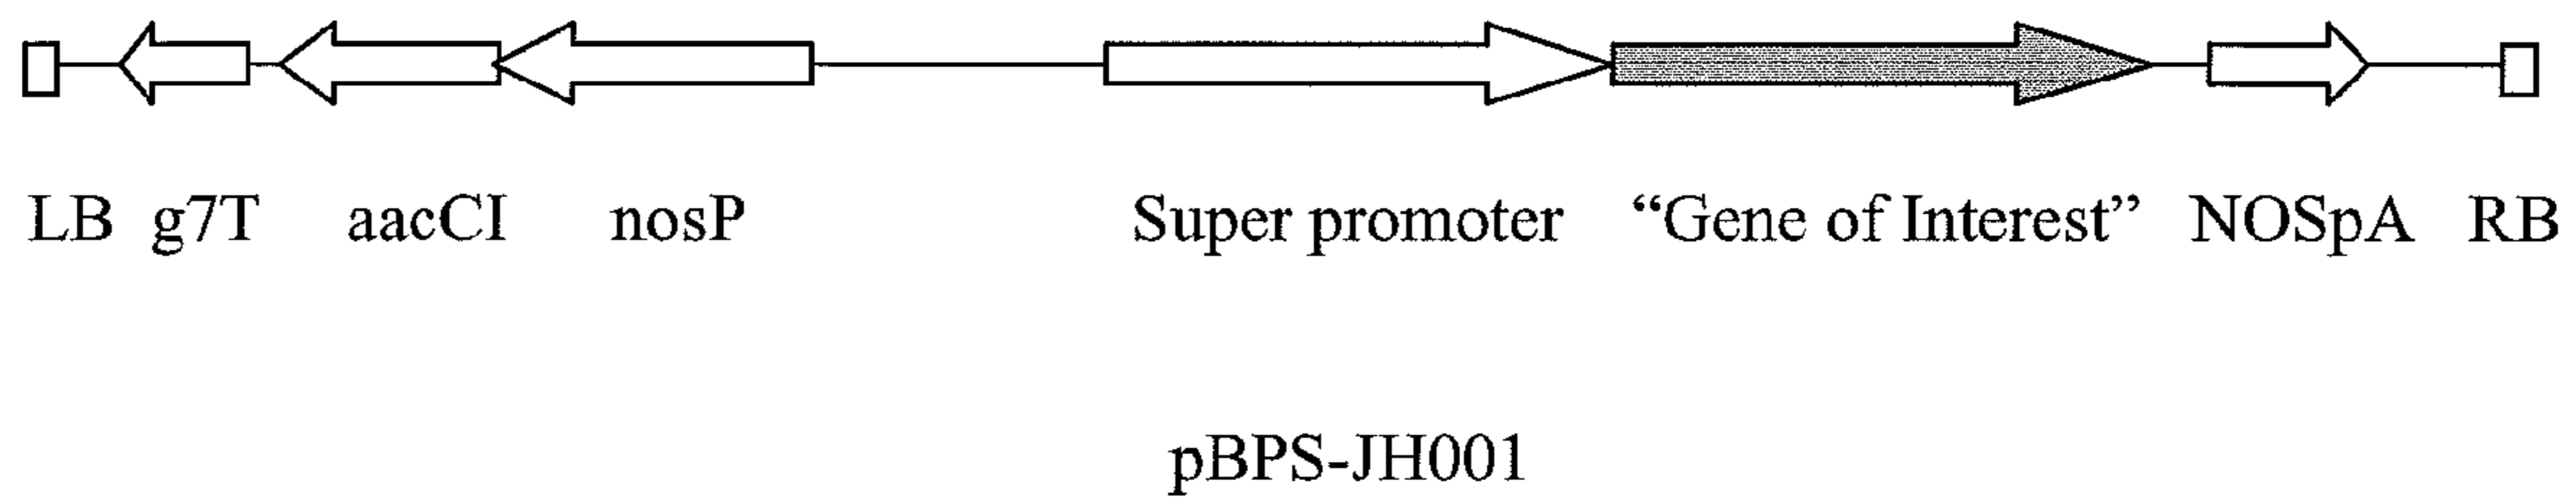 LB g7T aacCI nosP Super promoter “Gene of Interest” NOSpA RB
pBPS-JH001